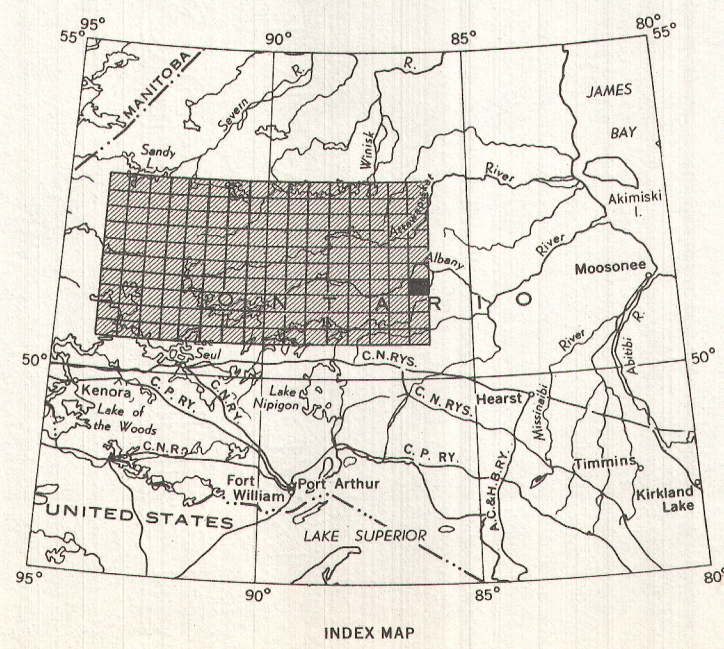 95°
90°
85°
80°
55°
55°
MANITOBA
Severn
R.
R.
JAMES
BAY
Sandy
L.
Winisk
River
Attawapiskat
Akimiski
I.
Albany
River
Moosonee
ONTARIO
Seul
River
Abitibi
R.
50°
50°
C.N.RYS.
Kenora
C. P. RY.
C.N.R.
Lake
Nipigon
C. N. RYS.
Hearst
Missinaibi
Lake of
the Woods
C.N.R.
C. P. RY.
A.C.&H.B.RY.
Timmins
Fort
William
Port Arthur
Kirkland
Lake
UNITED STATES
LAKE SUPERIOR
95°
90°
85°
80°
INDEX MAP